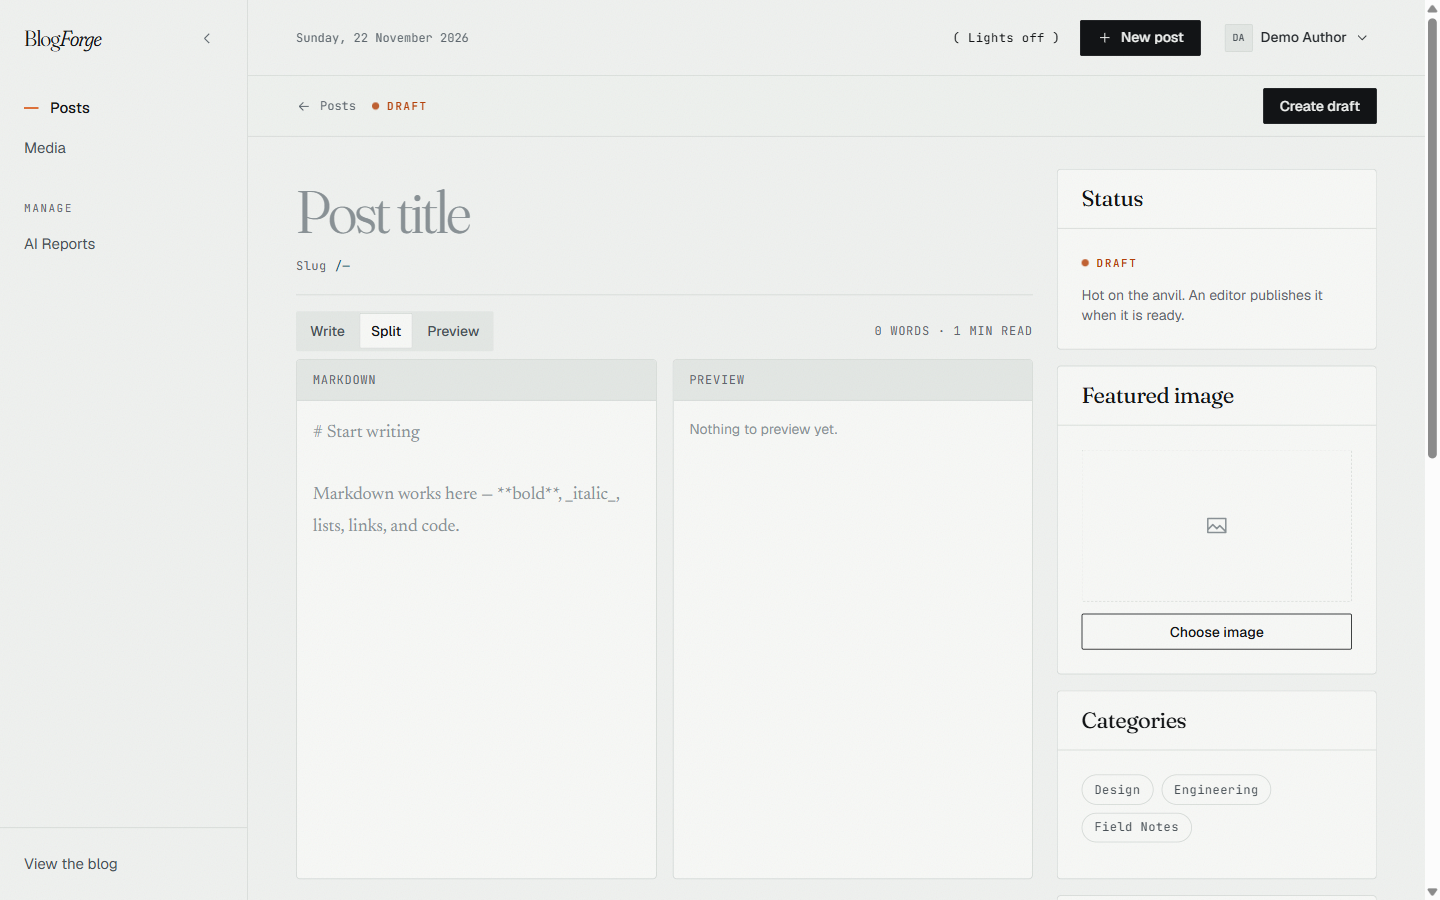 BlogForge
Posts
Media
MANAGE
AI Reports
View the blog
Sunday, 22 November 2026
( Lights off )
+ New post
DA
Demo Author
← Posts
DRAFT
Create draft
Post title
Slug /—
Write
Split
Preview
0 WORDS · 1 MIN READ
MARKDOWN
# Start writing
Markdown works here — **bold**, _italic_,
lists, links, and code.
PREVIEW
Nothing to preview yet.
Status
DRAFT
Hot on the anvil. An editor publishes it
when it is ready.
Featured image
Choose image
Categories
Design
Engineering
Field Notes